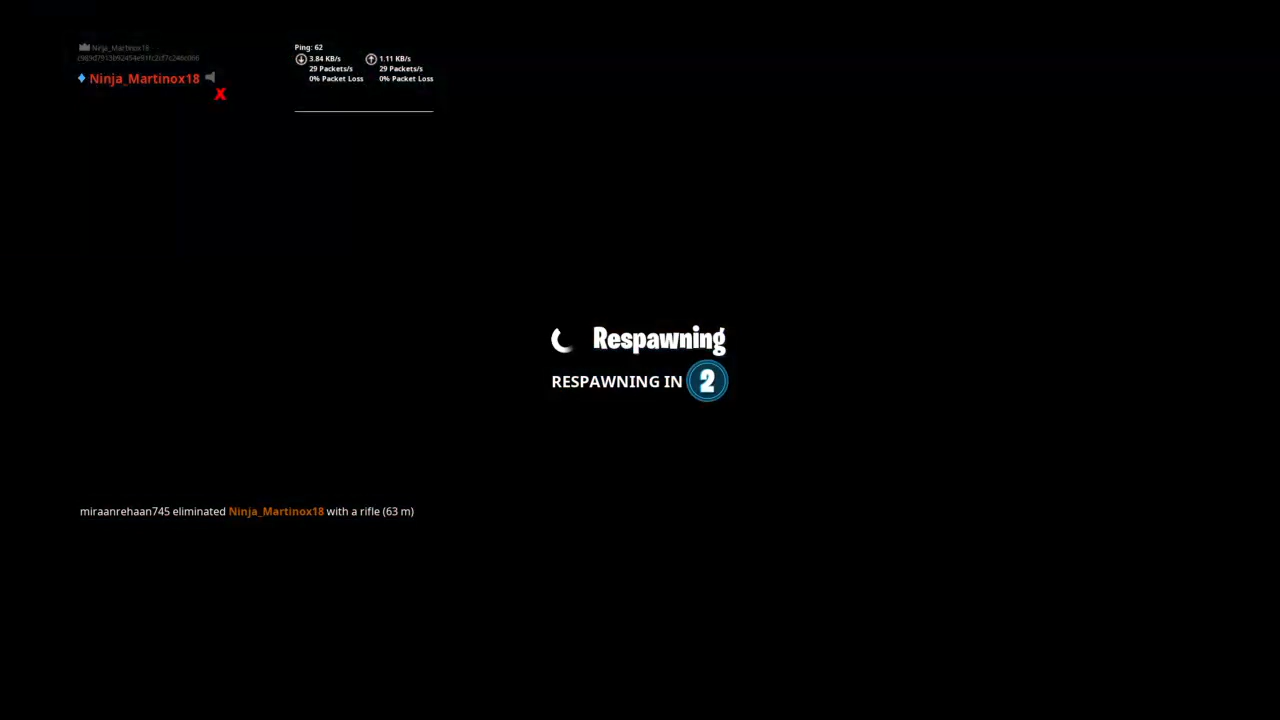 Ninja_Martinox18
Ninja_Martinox18
X
Ping: 62
3.84 KB/s 1.11 KB/s
29 Packets/s 29 Packets/s
0% Packet Loss 0% Packet Loss
Respawning
RESPAWNING IN 2
miraanrehaan745 eliminated Ninja_Martinox18 with a rifle (63 m)